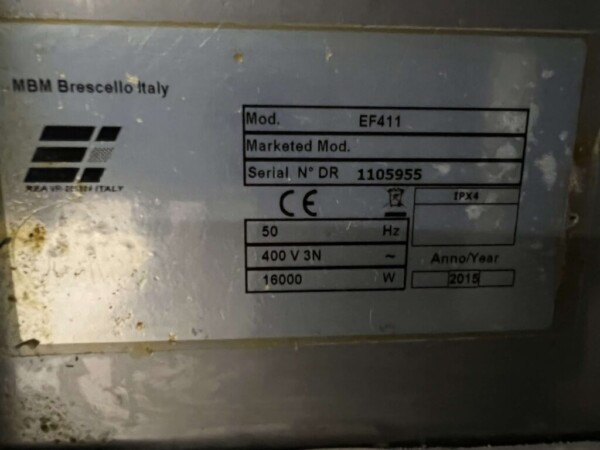 MBM Brescello Italy
Mod. EF411
Marketed Mod.
Serial N° DR 1105955
ITALY
CE
IPX4
50 Hz
400 V 3N ~
Anno/Year
16000 W
2015